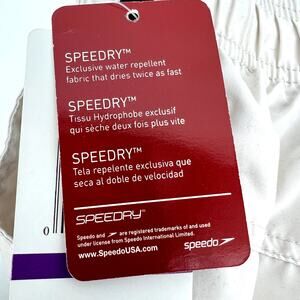 SPEEDRY™
Exclusive water repellent
fabric that dries twice as fast
SPEEDRY™
Tissu Hydrophobe exclusif
qui sèche deux fois plus vite
SPEEDRY™
Tela repelente exclusiva que
seca al doble de velocidad
SPEEDRY™
Speedo and are registered trademarks of and used
under license from Speedo International Limited.
www.SpeedoUSA.com
speedo
0